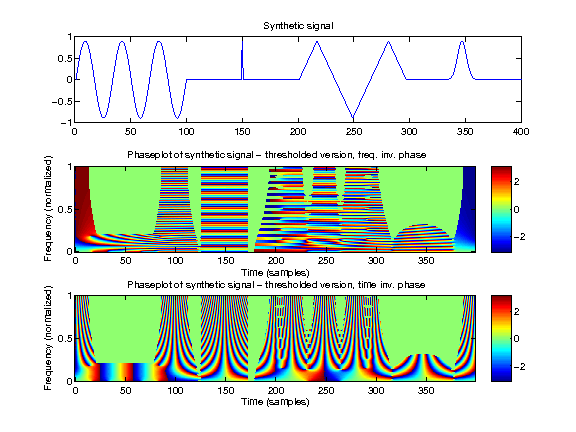 Synthetic signal
1
0.5
0
−0.5
−1
0 50 100 150 200 250 300 350 400
Phaseplot of synthetic signal − thresholded version, freq. inv. phase
Frequency (normalized)
1
0.5
0
0 50 100 150 200 250 300 350
Time (samples)
2
0
−2
Phaseplot of synthetic signal − thresholded version, time inv. phase
Frequency (normalized)
1
0.5
0
0 50 100 150 200 250 300 350
Time (samples)
2
0
−2